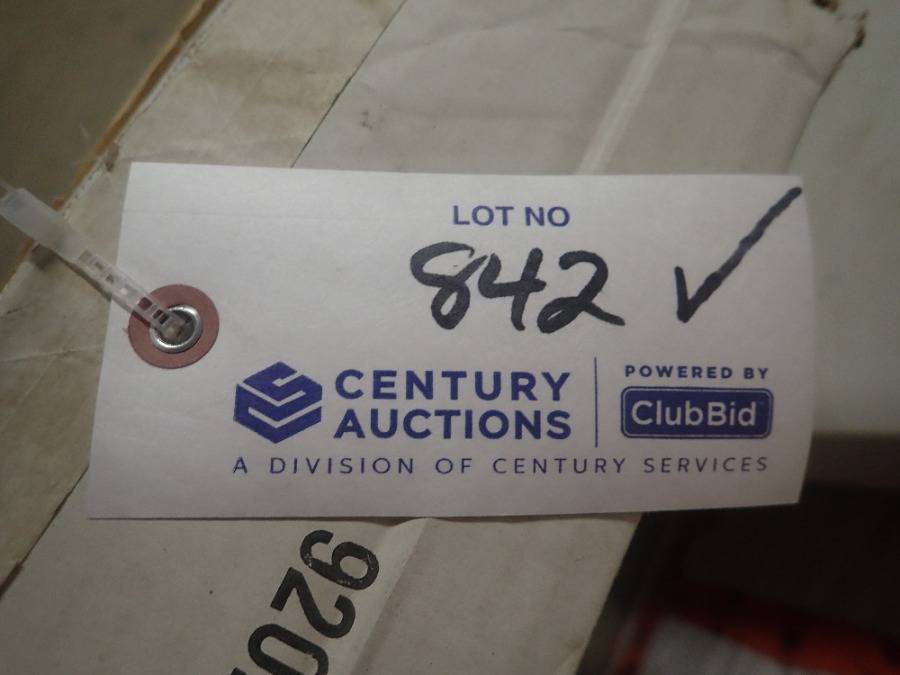 LOT NO
842 ✓
CENTURY
AUCTIONS
POWERED BY
ClubBid
A DIVISION OF CENTURY SERVICES
920